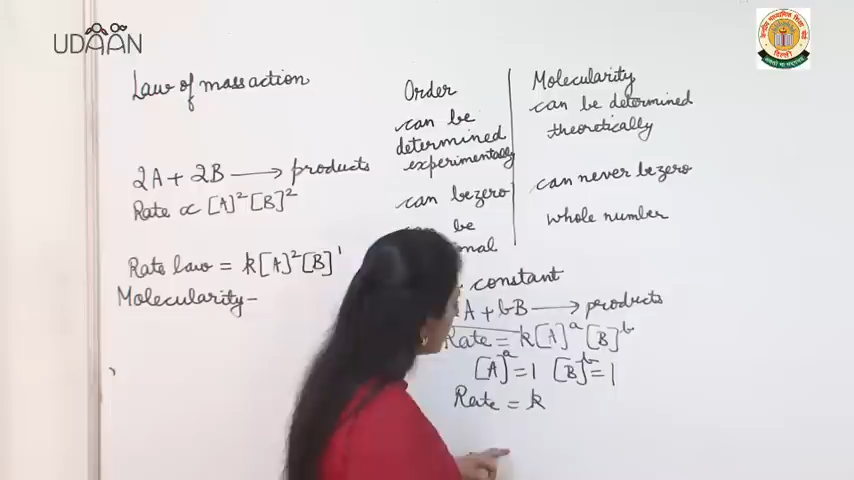 UDAAN
Law of mass action
2A + 2B ⟶ products
Rate ∝ [A]²[B]²
Rate law = k[A]²[B]¹
Molecularity –
Order
can be
determined
experimentally
can be zero
be
Molecularity
can be determined
theoretically
can never be zero
whole number
constant
A + bB ⟶ products
Rate = k[A]ᵃ[B]ᵇ
[A]ᵃ = 1 [B]ᵇ = 1
Rate = k